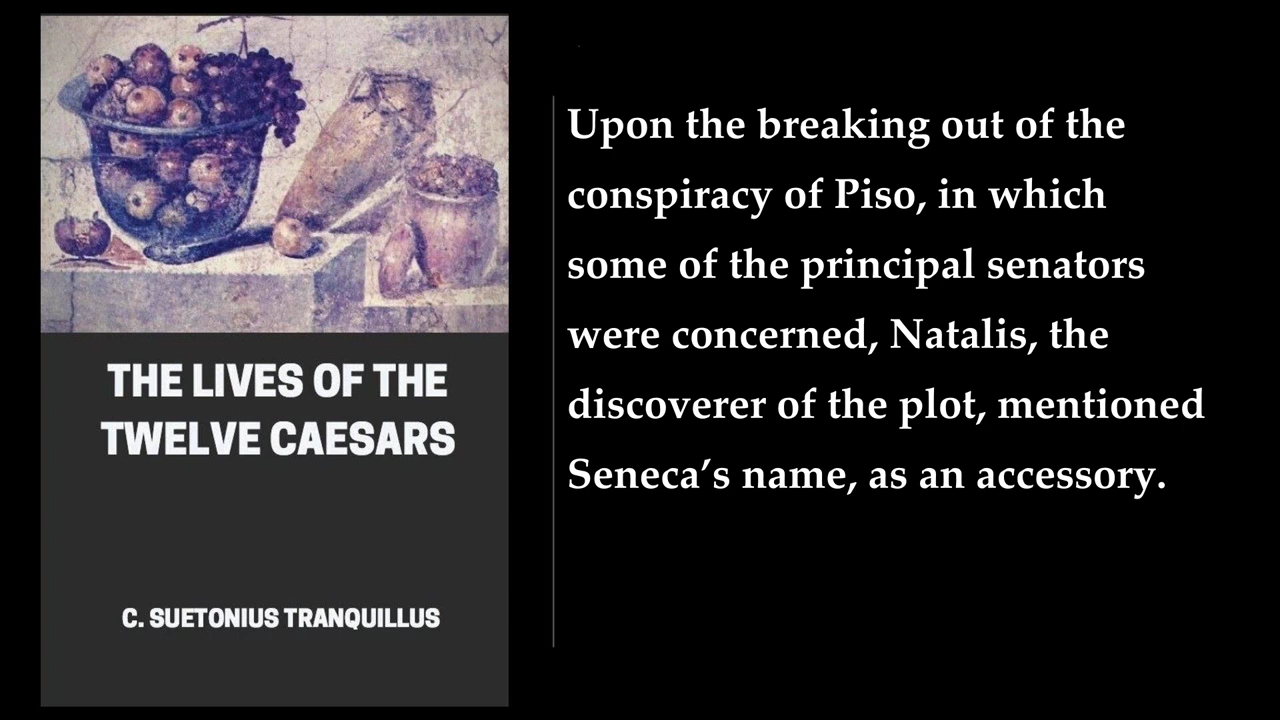 THE LIVES OF THE
TWELVE CAESARS
C. SUETONIUS TRANQUILLUS
Upon the breaking out of the
conspiracy of Piso, in which
some of the principal senators
were concerned, Natalis, the
discoverer of the plot, mentioned
Seneca’s name, as an accessory.